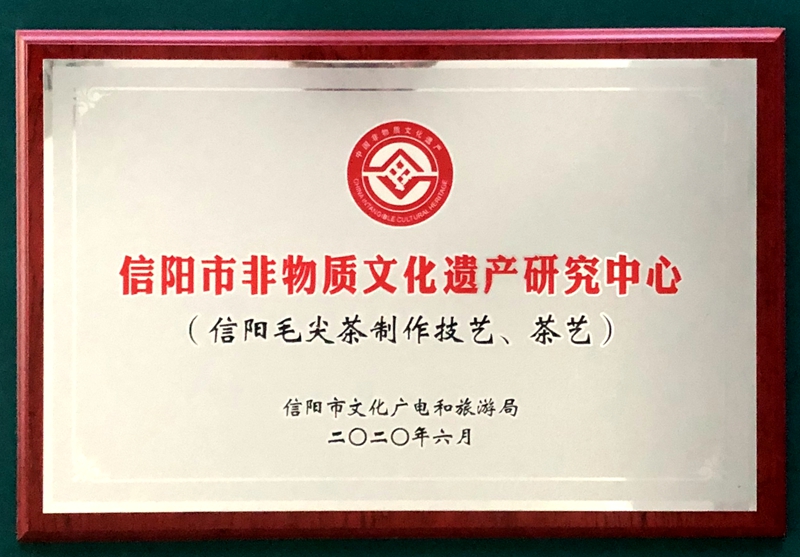 中国非物质文化遗产
CHINA INTANGIBLE CULTURAL HERITAGE
信阳市非物质文化遗产研究中心
（信阳毛尖茶制作技艺、茶艺）
信阳市文化广电和旅游局
二〇二〇年六月